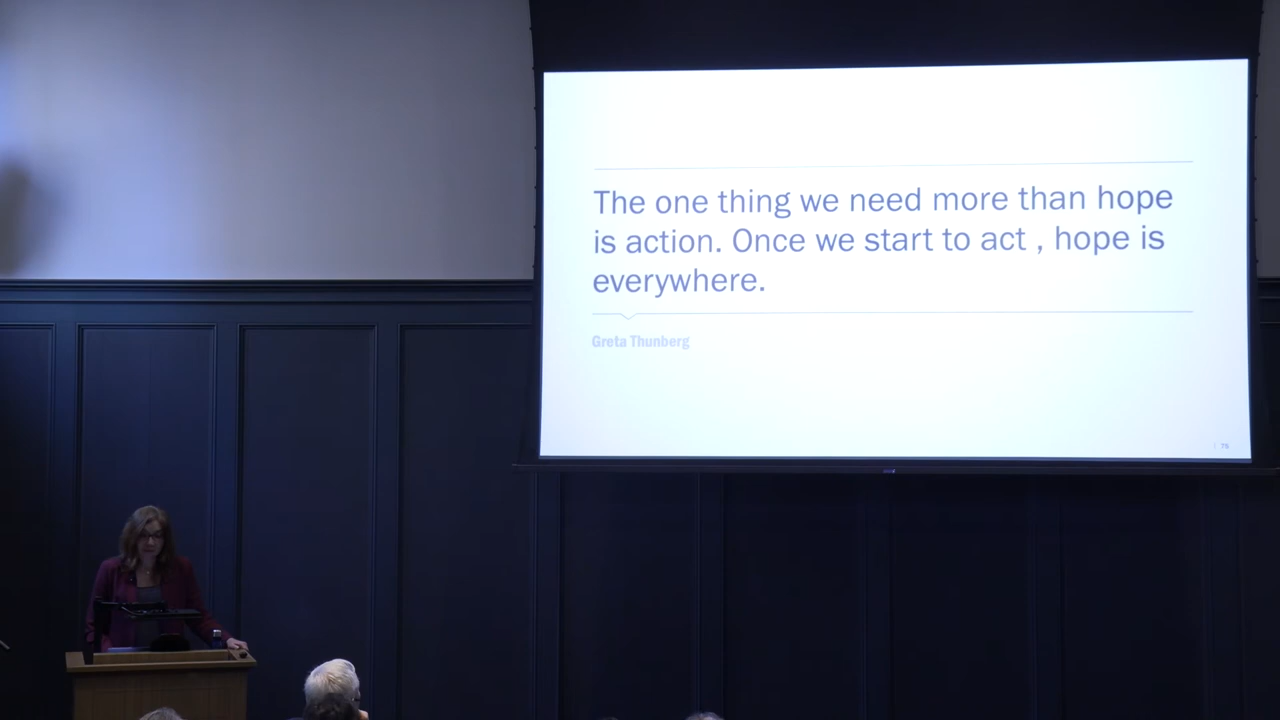 The one thing we need more than hope
is action. Once we start to act , hope is
everywhere.
Greta Thunberg